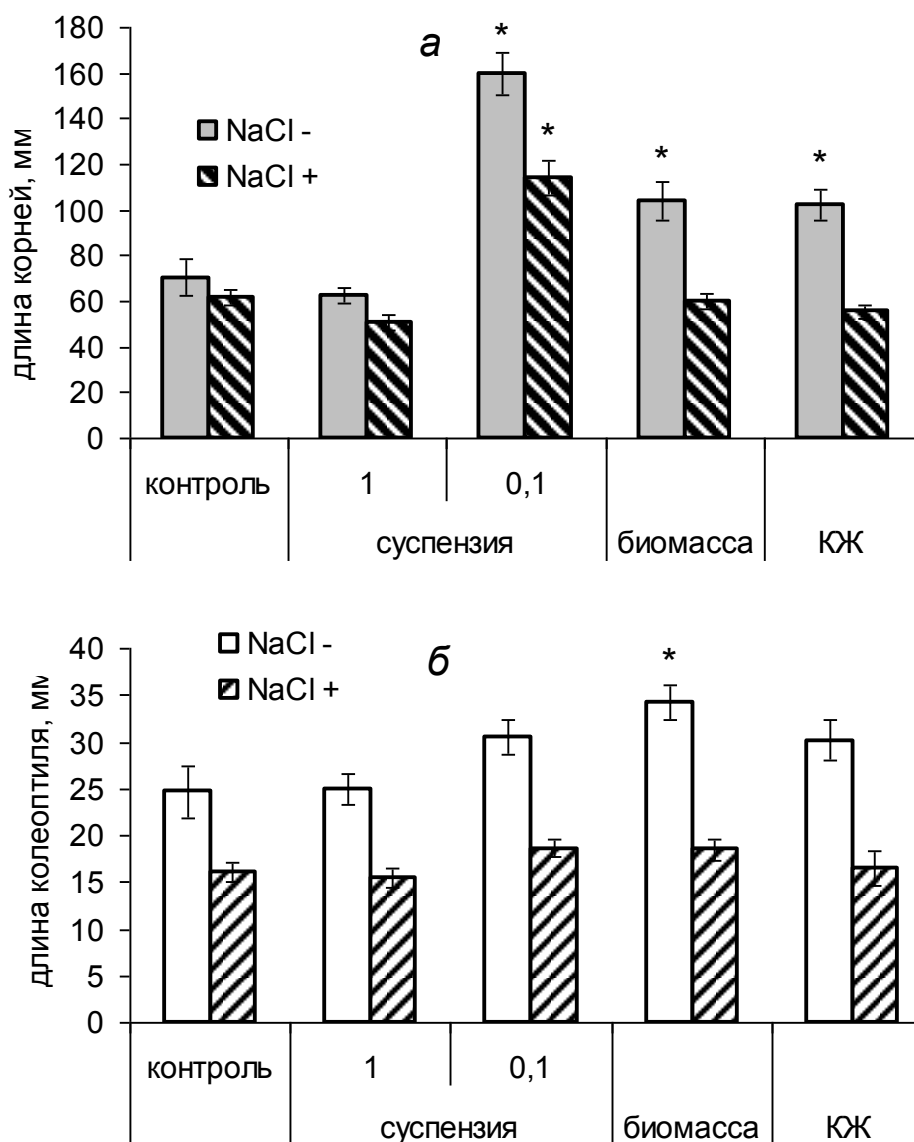 180
160
140
120
100
80
60
40
20
0
длина корней, мм
а
NaCl -
NaCl +
*
*
*
*
контроль 1 0,1
суспензия биомасса КЖ
40
35
30
25
20
15
10
5
0
длина колеоптиля, мм
б
NaCl -
NaCl +
*
контроль 1 0,1
суспензия биомасса КЖ